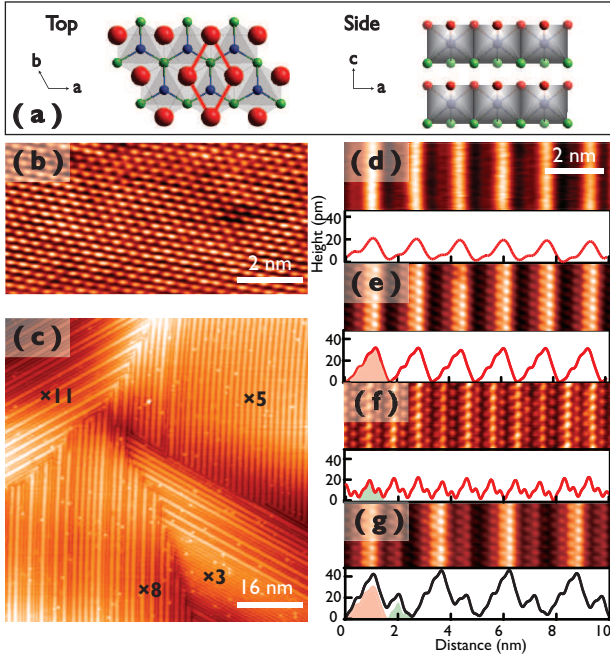 Top
Side
b
a
c
a
(a)
(b)
2 nm
(c)
×11
×5
×8
×3
16 nm
(d)
2 nm
Height (pm)
40
20
0
(e)
40
20
0
(f)
40
20
0
(g)
40
20
0
0 2 4 6 8 10
Distance (nm)